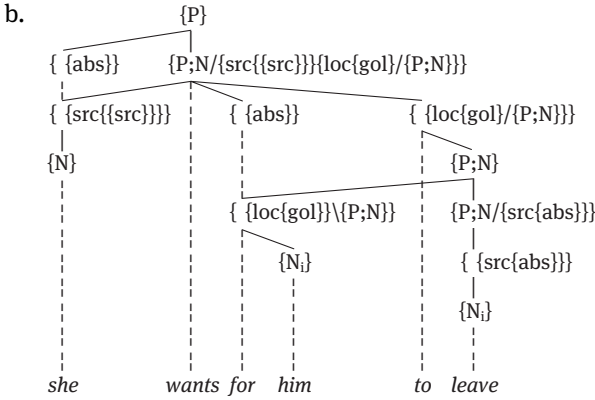 b.
{P}
{ {abs}} {P;N/{src{{src}}}{loc{gol}/{P;N}}}
{ {src{{src}}}} { {abs}} { {loc{gol}/{P;N}}}
{N} {P;N}
{ {loc{gol}}\{P;N}} {P;N/{src{abs}}}
{Nᵢ} { {src{abs}}}
{Nᵢ}
she wants for him to leave